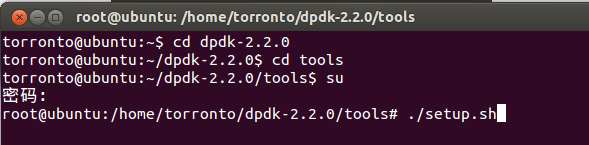 root@ubuntu: /home/torronto/dpdk-2.2.0/tools
torronto@ubuntu:~$ cd dpdk-2.2.0
torronto@ubuntu:~/dpdk-2.2.0$ cd tools
torronto@ubuntu:~/dpdk-2.2.0/tools$ su
密码:
root@ubuntu:/home/torronto/dpdk-2.2.0/tools# ./setup.sh